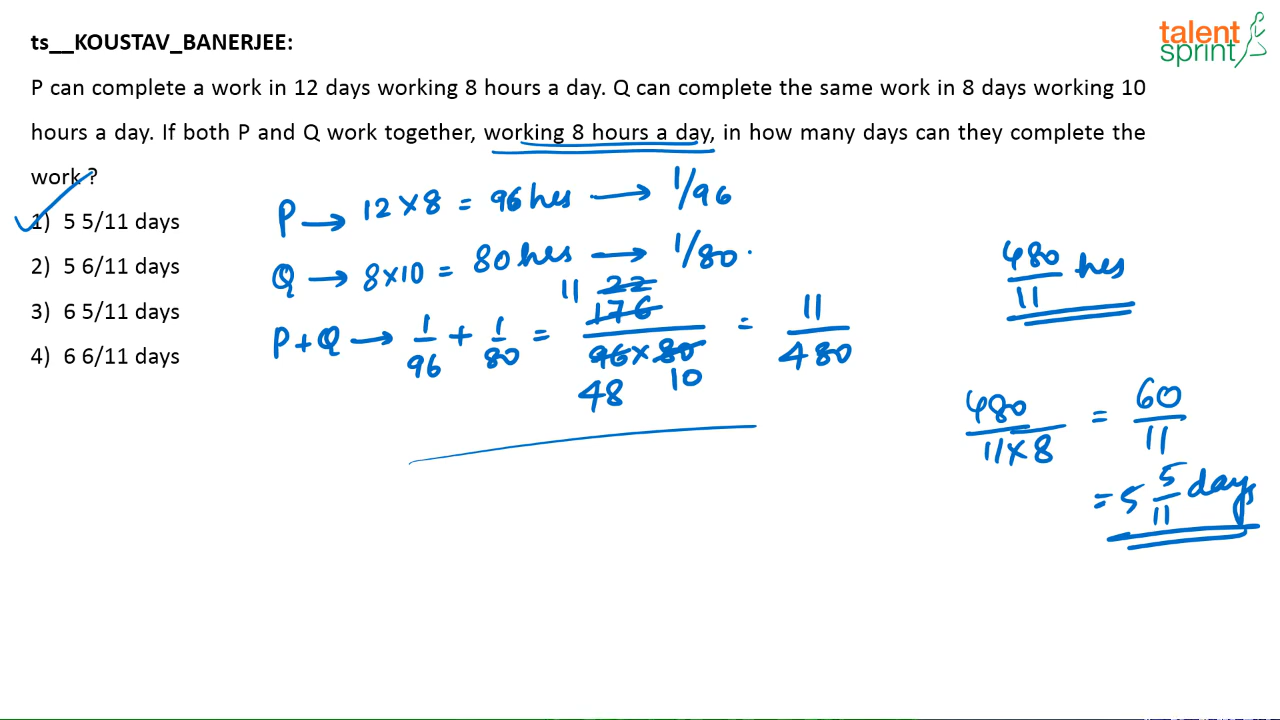 ts__KOUSTAV_BANERJEE:
talent
sprint
P can complete a work in 12 days working 8 hours a day. Q can complete the same work in 8 days working 10
hours a day. If both P and Q work together, working 8 hours a day, in how many days can they complete the
work ?
1) 5 5/11 days
2) 5 6/11 days
3) 6 5/11 days
4) 6 6/11 days
P → 12 × 8 = 96 hrs → 1/96
Q → 8×10 = 80 hrs → 1/80.
11 22
P+Q → 1/96 + 1/80 = 176/96×80 = 11/480
48 10
480/11 hrs
480/11×8 = 60/11
= 5 5/11 days